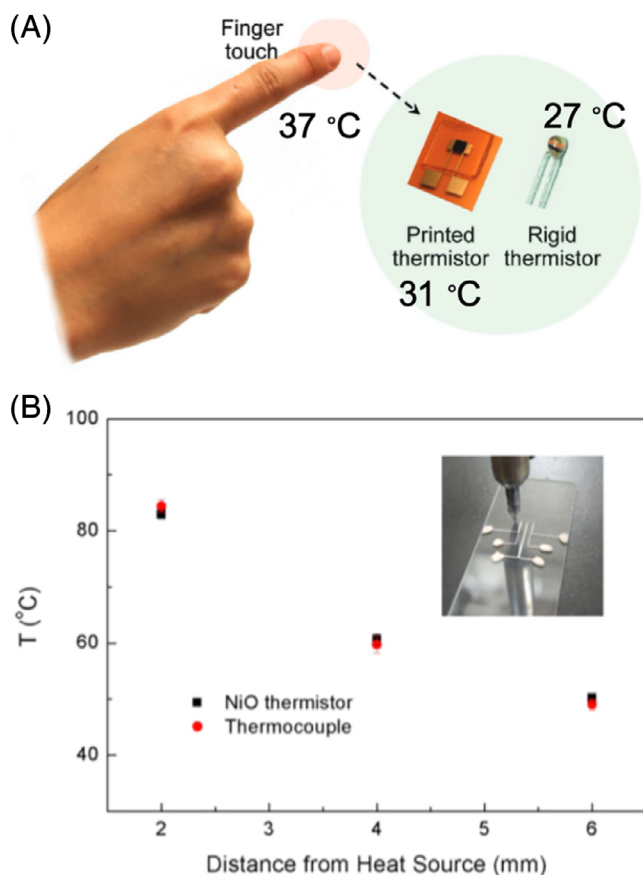 (A)
Finger
touch
37 °C
27 °C
Printed
thermistor
Rigid
thermistor
31 °C
(B)
100
80
60
40
T (°C)
NiO thermistor
Thermocouple
2
3
4
5
6
Distance from Heat Source (mm)